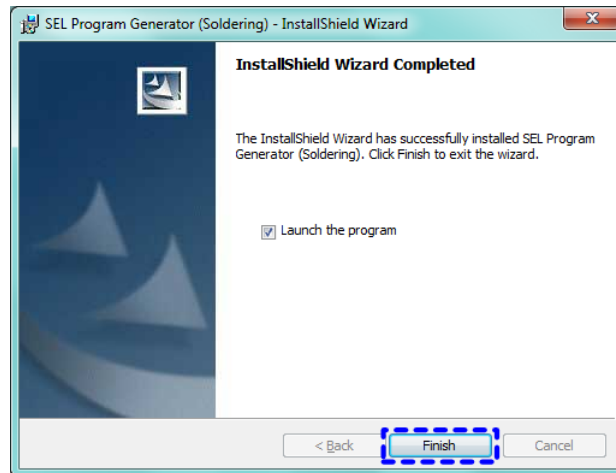 SEL Program Generator (Soldering) - InstallShield Wizard
InstallShield Wizard Completed
The InstallShield Wizard has successfully installed SEL Program
Generator (Soldering). Click Finish to exit the wizard.
Launch the program
< Back
Finish
Cancel